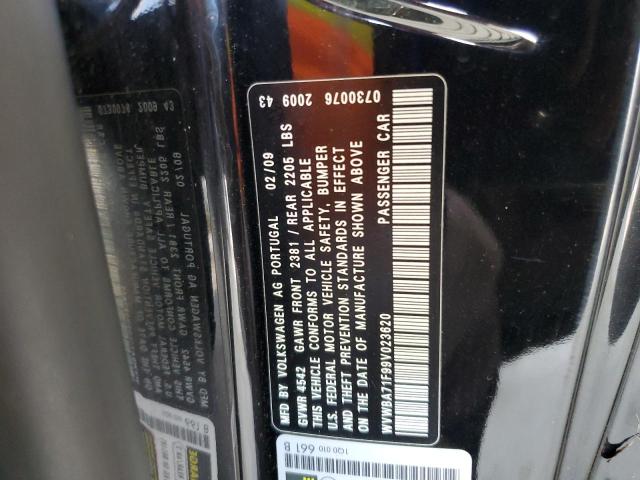 MFD BY: VOLKSWAGEN AG PORTUGAL 02/09
GVWR 4542 GAWR FRONT 2381 / REAR 2205 LBS
THIS VEHICLE CONFORMS TO ALL APPLICABLE
U.S. FEDERAL MOTOR VEHICLE SAFETY, BUMPER
AND THEFT PREVENTION STANDARDS IN EFFECT
ON THE DATE OF MANUFACTURE SHOWN ABOVE
WVWBA71F99V023620 PASSENGER CAR
0730076 2009 43
1Q0 010 661 B